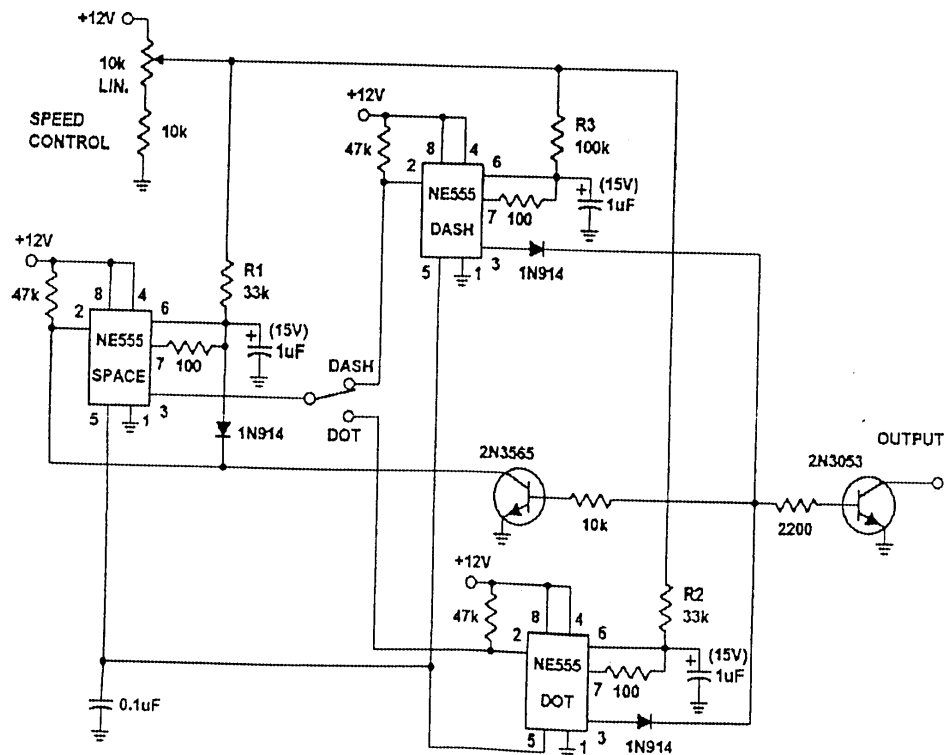 +12V
10k
LIN.
SPEED
CONTROL
10k
+12V
47k
8
4
2
6
NE555
7
100
DASH
5
1
3
1N914
R3
100k
(15V)
+
1uF
+12V
47k
8
4
2
6
NE555
7
100
SPACE
5
1
3
R1
33k
(15V)
+
1uF
1N914
DASH
DOT
2N3565
10k
2200
2N3053
OUTPUT
+12V
47k
8
4
2
6
NE555
7
100
DOT
5
1
3
1N914
R2
33k
(15V)
+
1uF
0.1uF